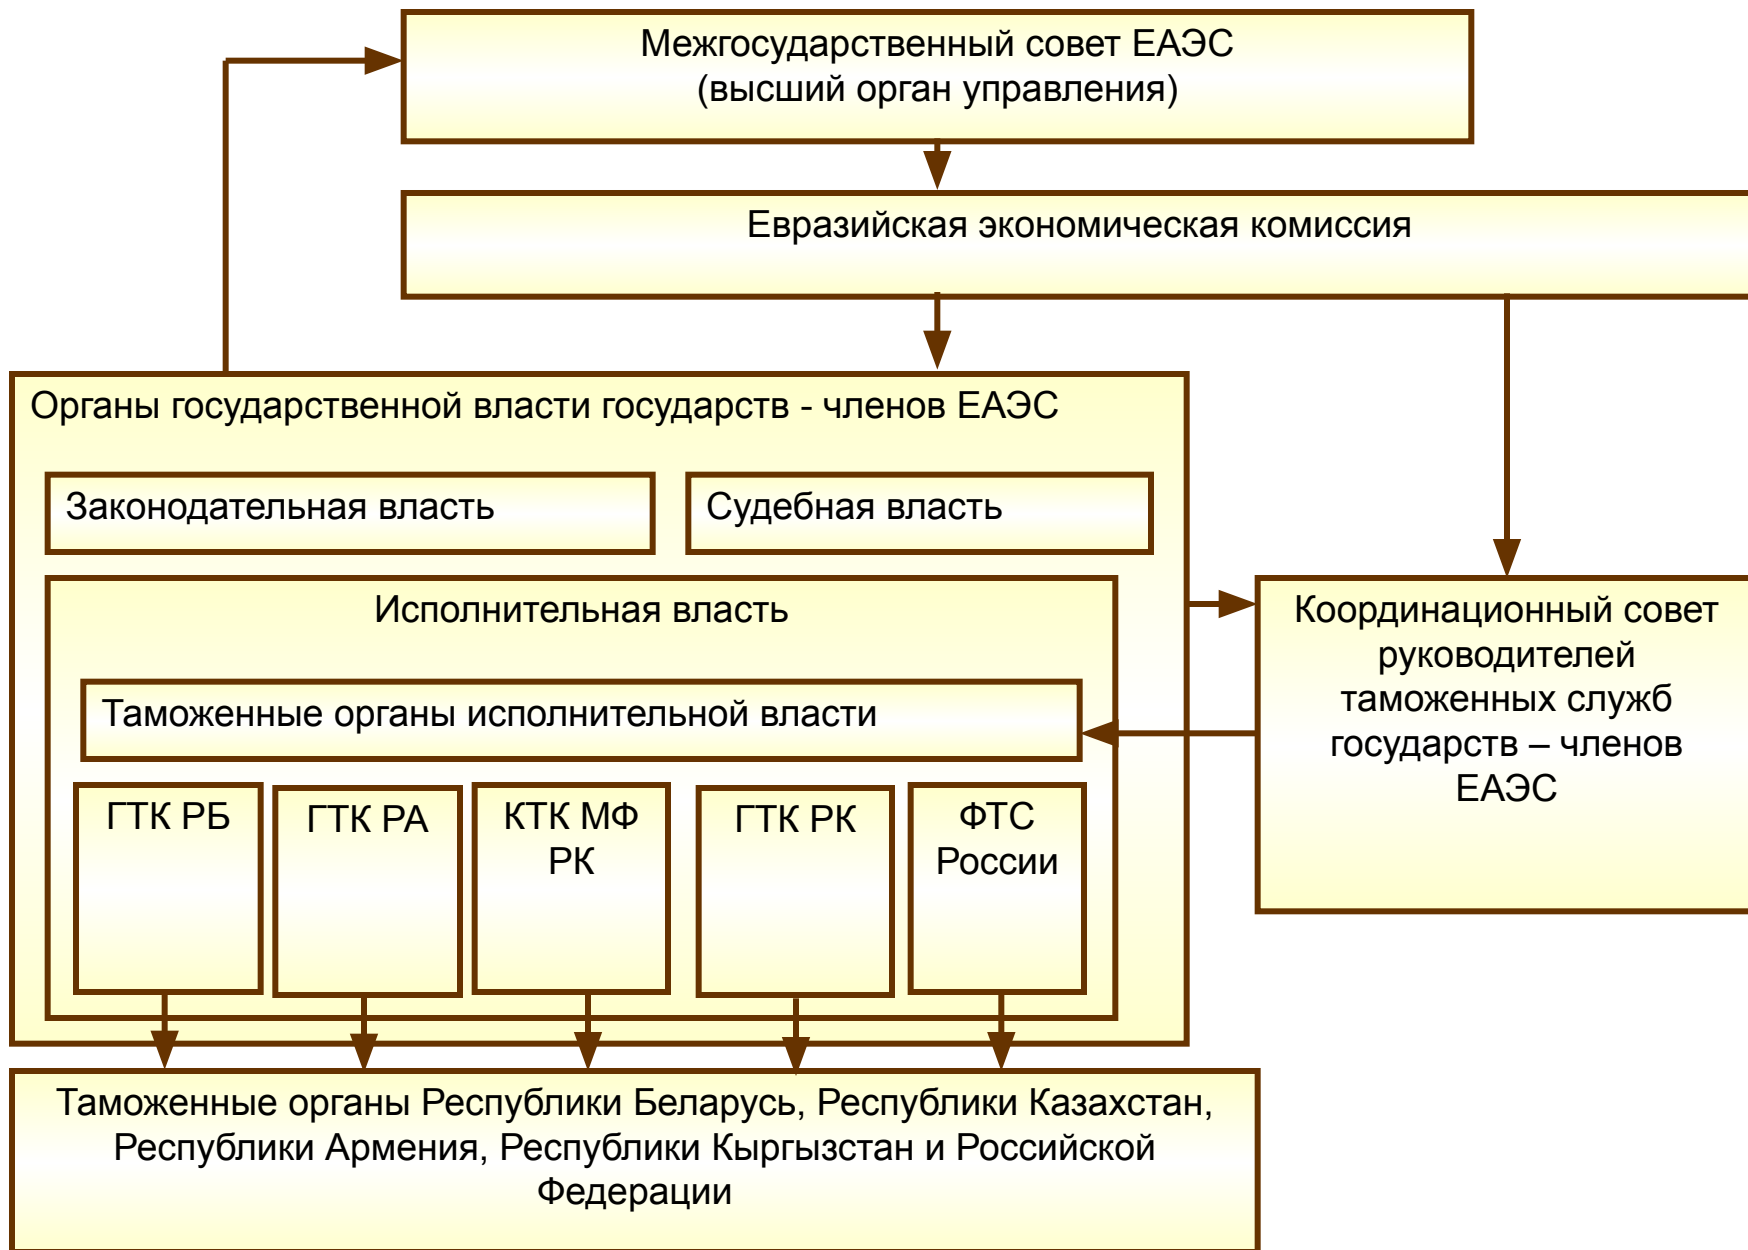 Межгосударственный совет ЕАЭС
(высший орган управления)
Евразийская экономическая комиссия
Органы государственной власти государств - членов ЕАЭС
Законодательная власть
Судебная власть
Исполнительная власть
Таможенные органы исполнительной власти
ГТК РБ
ГТК РА
КТК МФ
РК
ГТК РК
ФТС
России
Координационный совет
руководителей
таможенных служб
государств – членов
ЕАЭС
Таможенные органы Республики Беларусь, Республики Казахстан,
Республики Армения, Республики Кыргызстан и Российской
Федерации